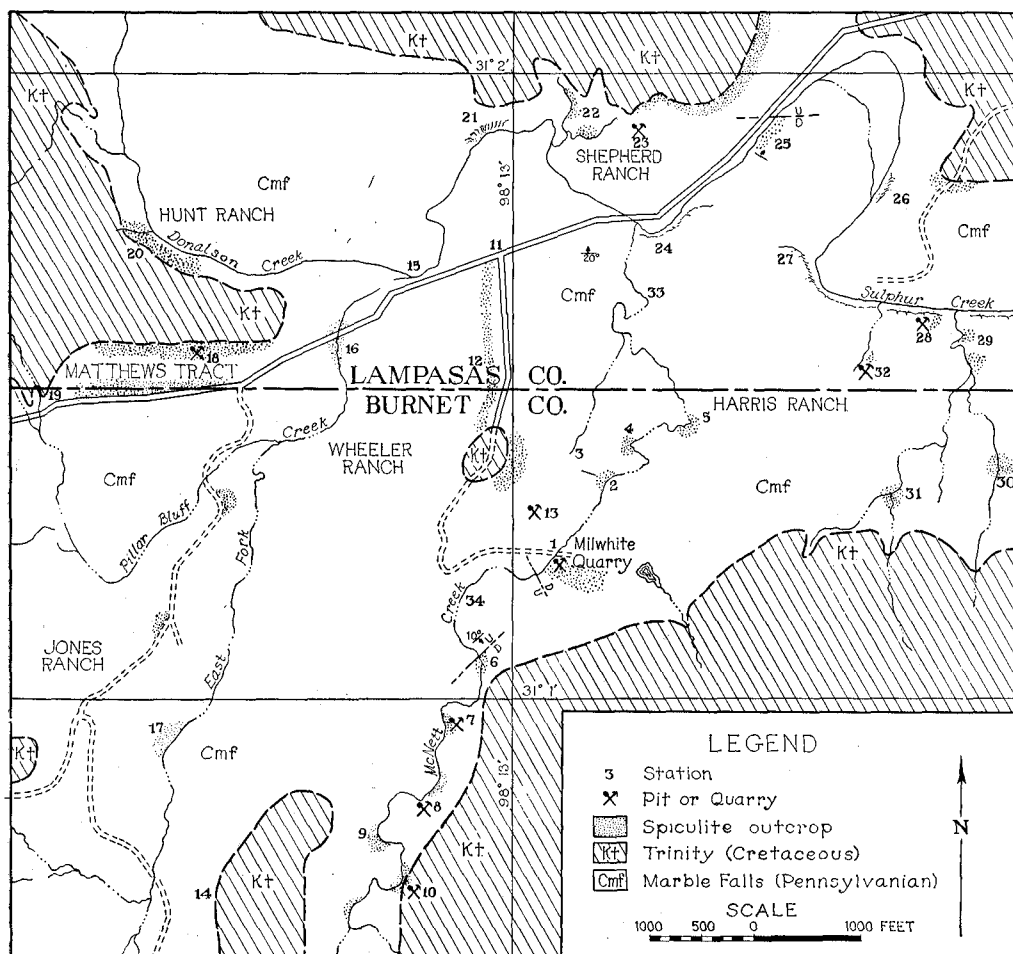 Kt
Kt
Kt
Kt
31° 2'
98° 13'
21
22
23
SHEPHERD
RANCH
U
D
25
Cmf
HUNT RANCH
26
Cmf
Donalson
Creek
20
15
11
24
20°
27
Cmf
33
Sulphur
Creek
Kt
18
16
28
29
MATTHEWS TRACT
12
32
19
LAMPASAS CO.
BURNET CO.
HARRIS RANCH
Creek
WHEELER
RANCH
4
5
3
Kt
2
Cmf
Cmf
30
31
Pillar Bluff
Fork
13
1
Milwhite
Quarry
Kt
D
U
Creek
34
JONES
RANCH
10°
U
D
6
East
31° 1'
17
7
Kt
Cmf
McNett
98° 13'
8
9
14
Kt
10
Kt
LEGEND
3 Station
Pit or Quarry
Spiculite outcrop
Kt Trinity (Cretaceous)
Cmf Marble Falls (Pennsylvanian)
SCALE
1000 500 0 1000 FEET
N